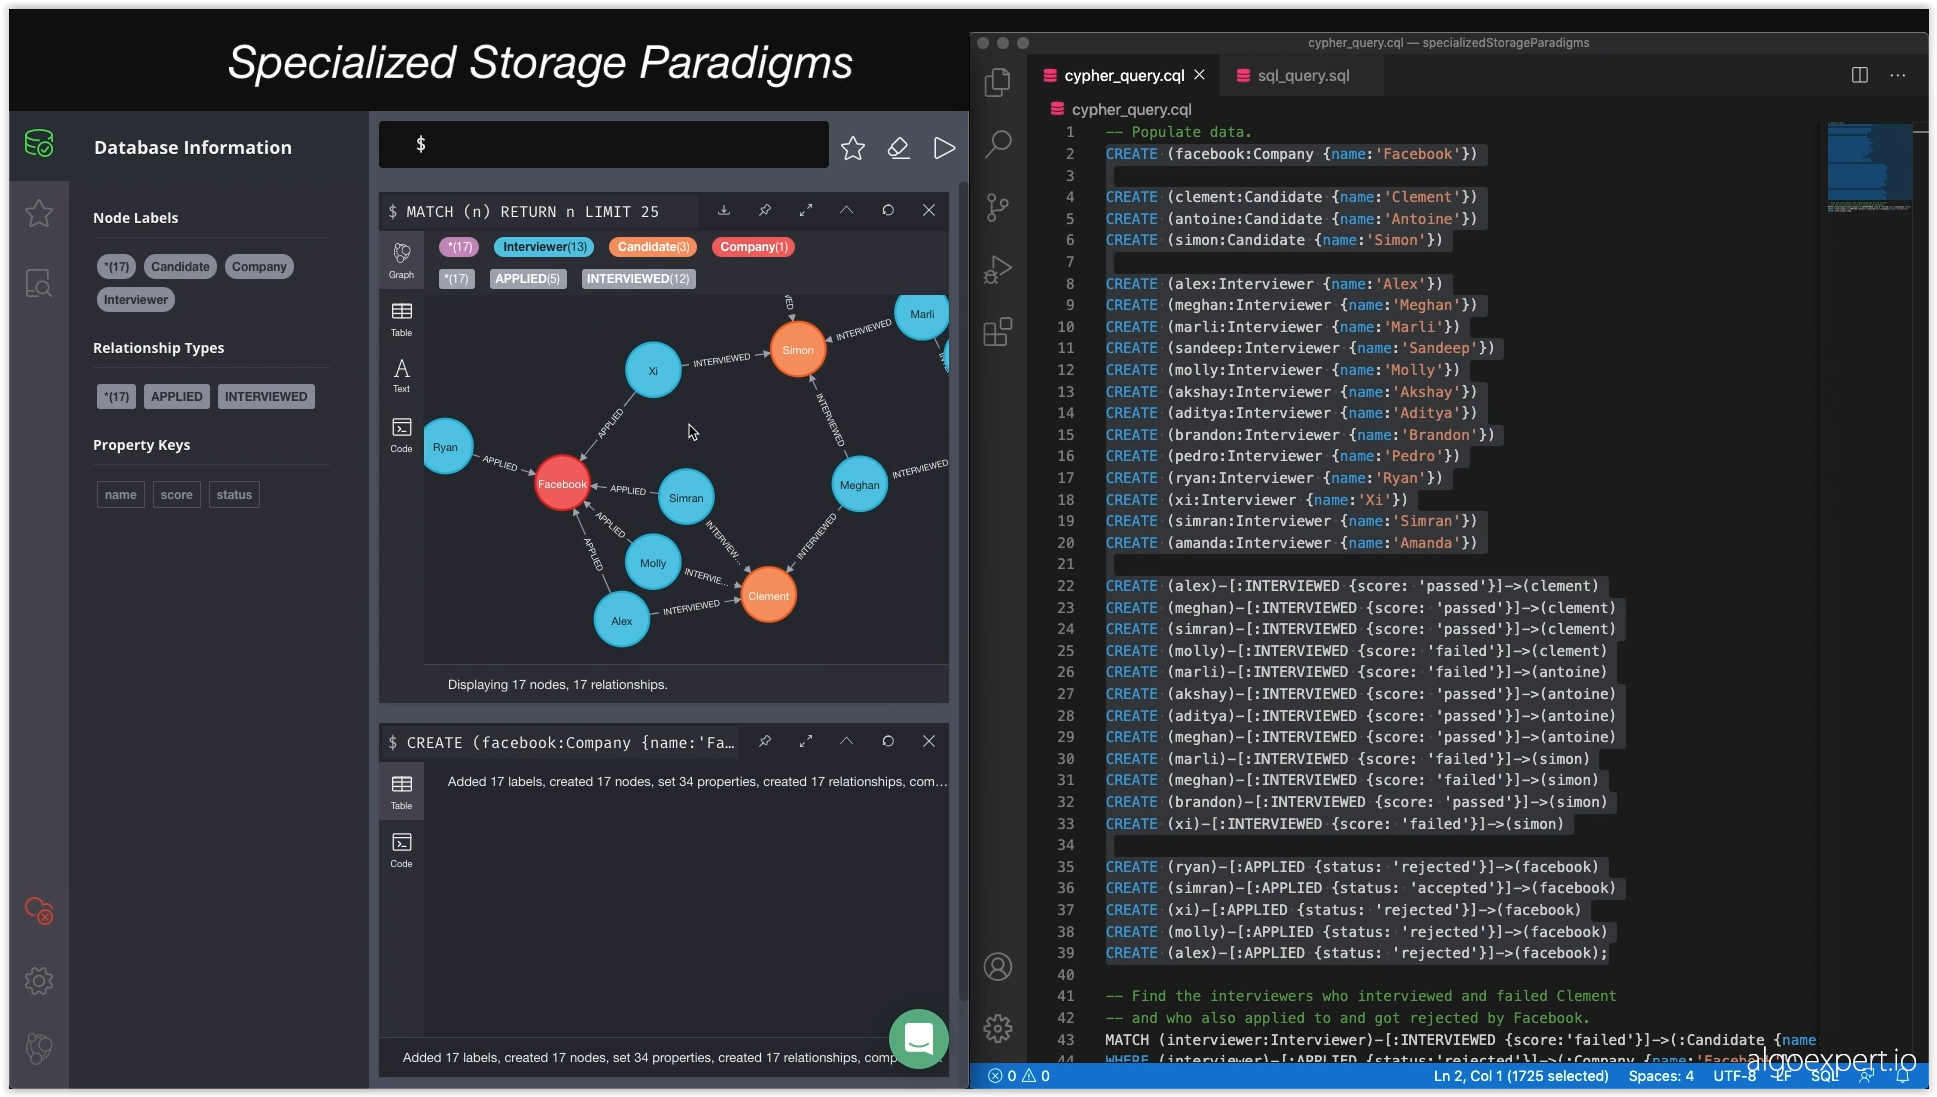 Specialized Storage Paradigms
Database Information
Node Labels
*(17) Candidate Company
Interviewer
Relationship Types
*(17) APPLIED INTERVIEWED
Property Keys
name score status
$
$ MATCH (n) RETURN n LIMIT 25
Graph
*(17) Interviewer(13) Candidate(3) Company(1)
*(17) APPLIED(5) INTERVIEWED(12)
Table
Text
Code
Marli
Simon
INTERVIEWED
Xi
INTERVIEWED
APPLIED
INTERVIEWED
Ryan
APPLIED
Facebook
APPLIED
Simran
Meghan
INTERVIEWED
APPLIED
INTERVIEW...
INTERVIEWED
APPLIED
Molly
INTERVIE...
Clement
Alex
INTERVIEWED
Displaying 17 nodes, 17 relationships.
$ CREATE (facebook:Company {name:'Fa...
Table
Code
Added 17 labels, created 17 nodes, set 34 properties, created 17 relationships, com...
Added 17 labels, created 17 nodes, set 34 properties, created 17 relationships, comp
cypher_query.cql — specializedStorageParadigms
cypher_query.cql sql_query.sql
cypher_query.cql
1 -- Populate data.
2 CREATE (facebook:Company {name:'Facebook'})
3
4 CREATE (clement:Candidate {name:'Clement'})
5 CREATE (antoine:Candidate {name:'Antoine'})
6 CREATE (simon:Candidate {name:'Simon'})
7
8 CREATE (alex:Interviewer {name:'Alex'})
9 CREATE (meghan:Interviewer {name:'Meghan'})
10 CREATE (marli:Interviewer {name:'Marli'})
11 CREATE (sandeep:Interviewer {name:'Sandeep'})
12 CREATE (molly:Interviewer {name:'Molly'})
13 CREATE (akshay:Interviewer {name:'Akshay'})
14 CREATE (aditya:Interviewer {name:'Aditya'})
15 CREATE (brandon:Interviewer {name:'Brandon'})
16 CREATE (pedro:Interviewer {name:'Pedro'})
17 CREATE (ryan:Interviewer {name:'Ryan'})
18 CREATE (xi:Interviewer {name:'Xi'})
19 CREATE (simran:Interviewer {name:'Simran'})
20 CREATE (amanda:Interviewer {name:'Amanda'})
21
22 CREATE (alex)-[:INTERVIEWED {score: 'passed'}]->(clement)
23 CREATE (meghan)-[:INTERVIEWED {score: 'passed'}]->(clement)
24 CREATE (simran)-[:INTERVIEWED {score: 'passed'}]->(clement)
25 CREATE (molly)-[:INTERVIEWED {score: 'failed'}]->(clement)
26 CREATE (marli)-[:INTERVIEWED {score: 'failed'}]->(antoine)
27 CREATE (akshay)-[:INTERVIEWED {score: 'passed'}]->(antoine)
28 CREATE (aditya)-[:INTERVIEWED {score: 'passed'}]->(antoine)
29 CREATE (meghan)-[:INTERVIEWED {score: 'passed'}]->(antoine)
30 CREATE (marli)-[:INTERVIEWED {score: 'failed'}]->(simon)
31 CREATE (meghan)-[:INTERVIEWED {score: 'failed'}]->(simon)
32 CREATE (brandon)-[:INTERVIEWED {score: 'passed'}]->(simon)
33 CREATE (xi)-[:INTERVIEWED {score: 'failed'}]->(simon)
34
35 CREATE (ryan)-[:APPLIED {status: 'rejected'}]->(facebook)
36 CREATE (simran)-[:APPLIED {status: 'accepted'}]->(facebook)
37 CREATE (xi)-[:APPLIED {status: 'rejected'}]->(facebook)
38 CREATE (molly)-[:APPLIED {status: 'rejected'}]->(facebook)
39 CREATE (alex)-[:APPLIED {status: 'rejected'}]->(facebook);
40
41 -- Find the interviewers who interviewed and failed Clement
42 -- and who also applied to and got rejected by Facebook.
43 MATCH (interviewer:Interviewer)-[:INTERVIEWED {score:'failed'}]->(:Candidate {name:
44 WHERE (interviewer)-[:APPLIED {status:'rejected'}]->(:Company {name:'Facebook
algoexpert.io
0 0 Ln 2, Col 1 (1725 selected) Spaces: 4 UTF-8 LF SQL